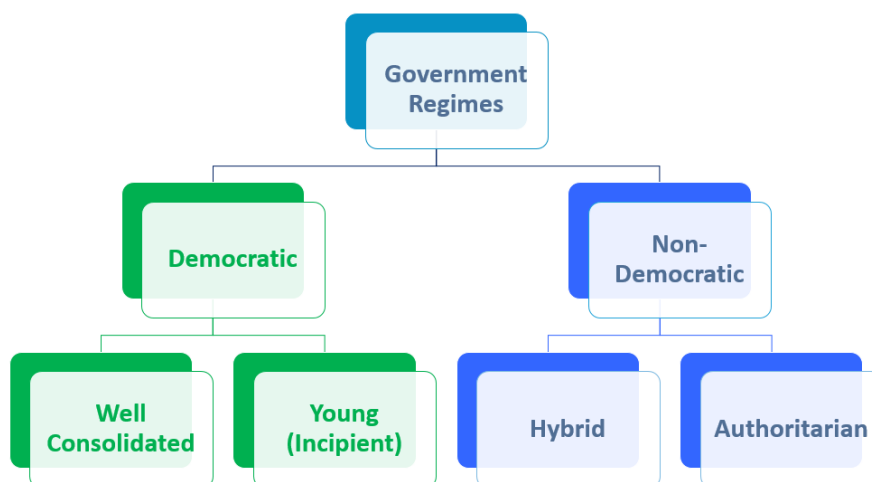 Government
Regimes
Democratic
Non-
Democratic
Well
Consolidated
Young
(Incipient)
Hybrid
Authoritarian